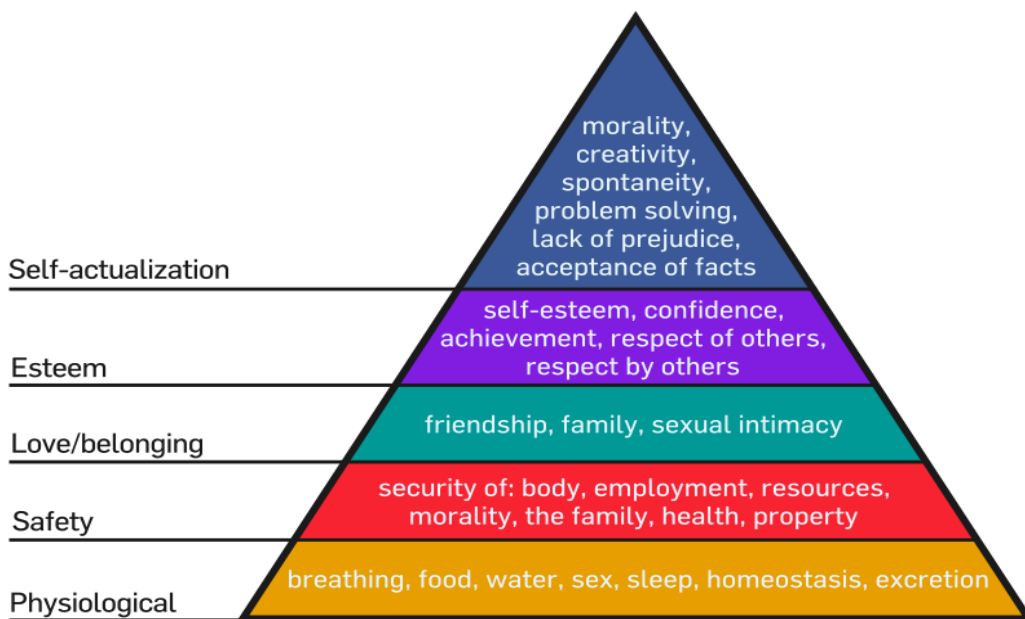 morality,
creativity,
spontaneity,
problem solving,
lack of prejudice,
acceptance of facts
Self-actualization
self-esteem, confidence,
achievement, respect of others,
respect by others
Esteem
friendship, family, sexual intimacy
Love/belonging
security of: body, employment, resources,
morality, the family, health, property
Safety
breathing, food, water, sex, sleep, homeostasis, excretion
Physiological